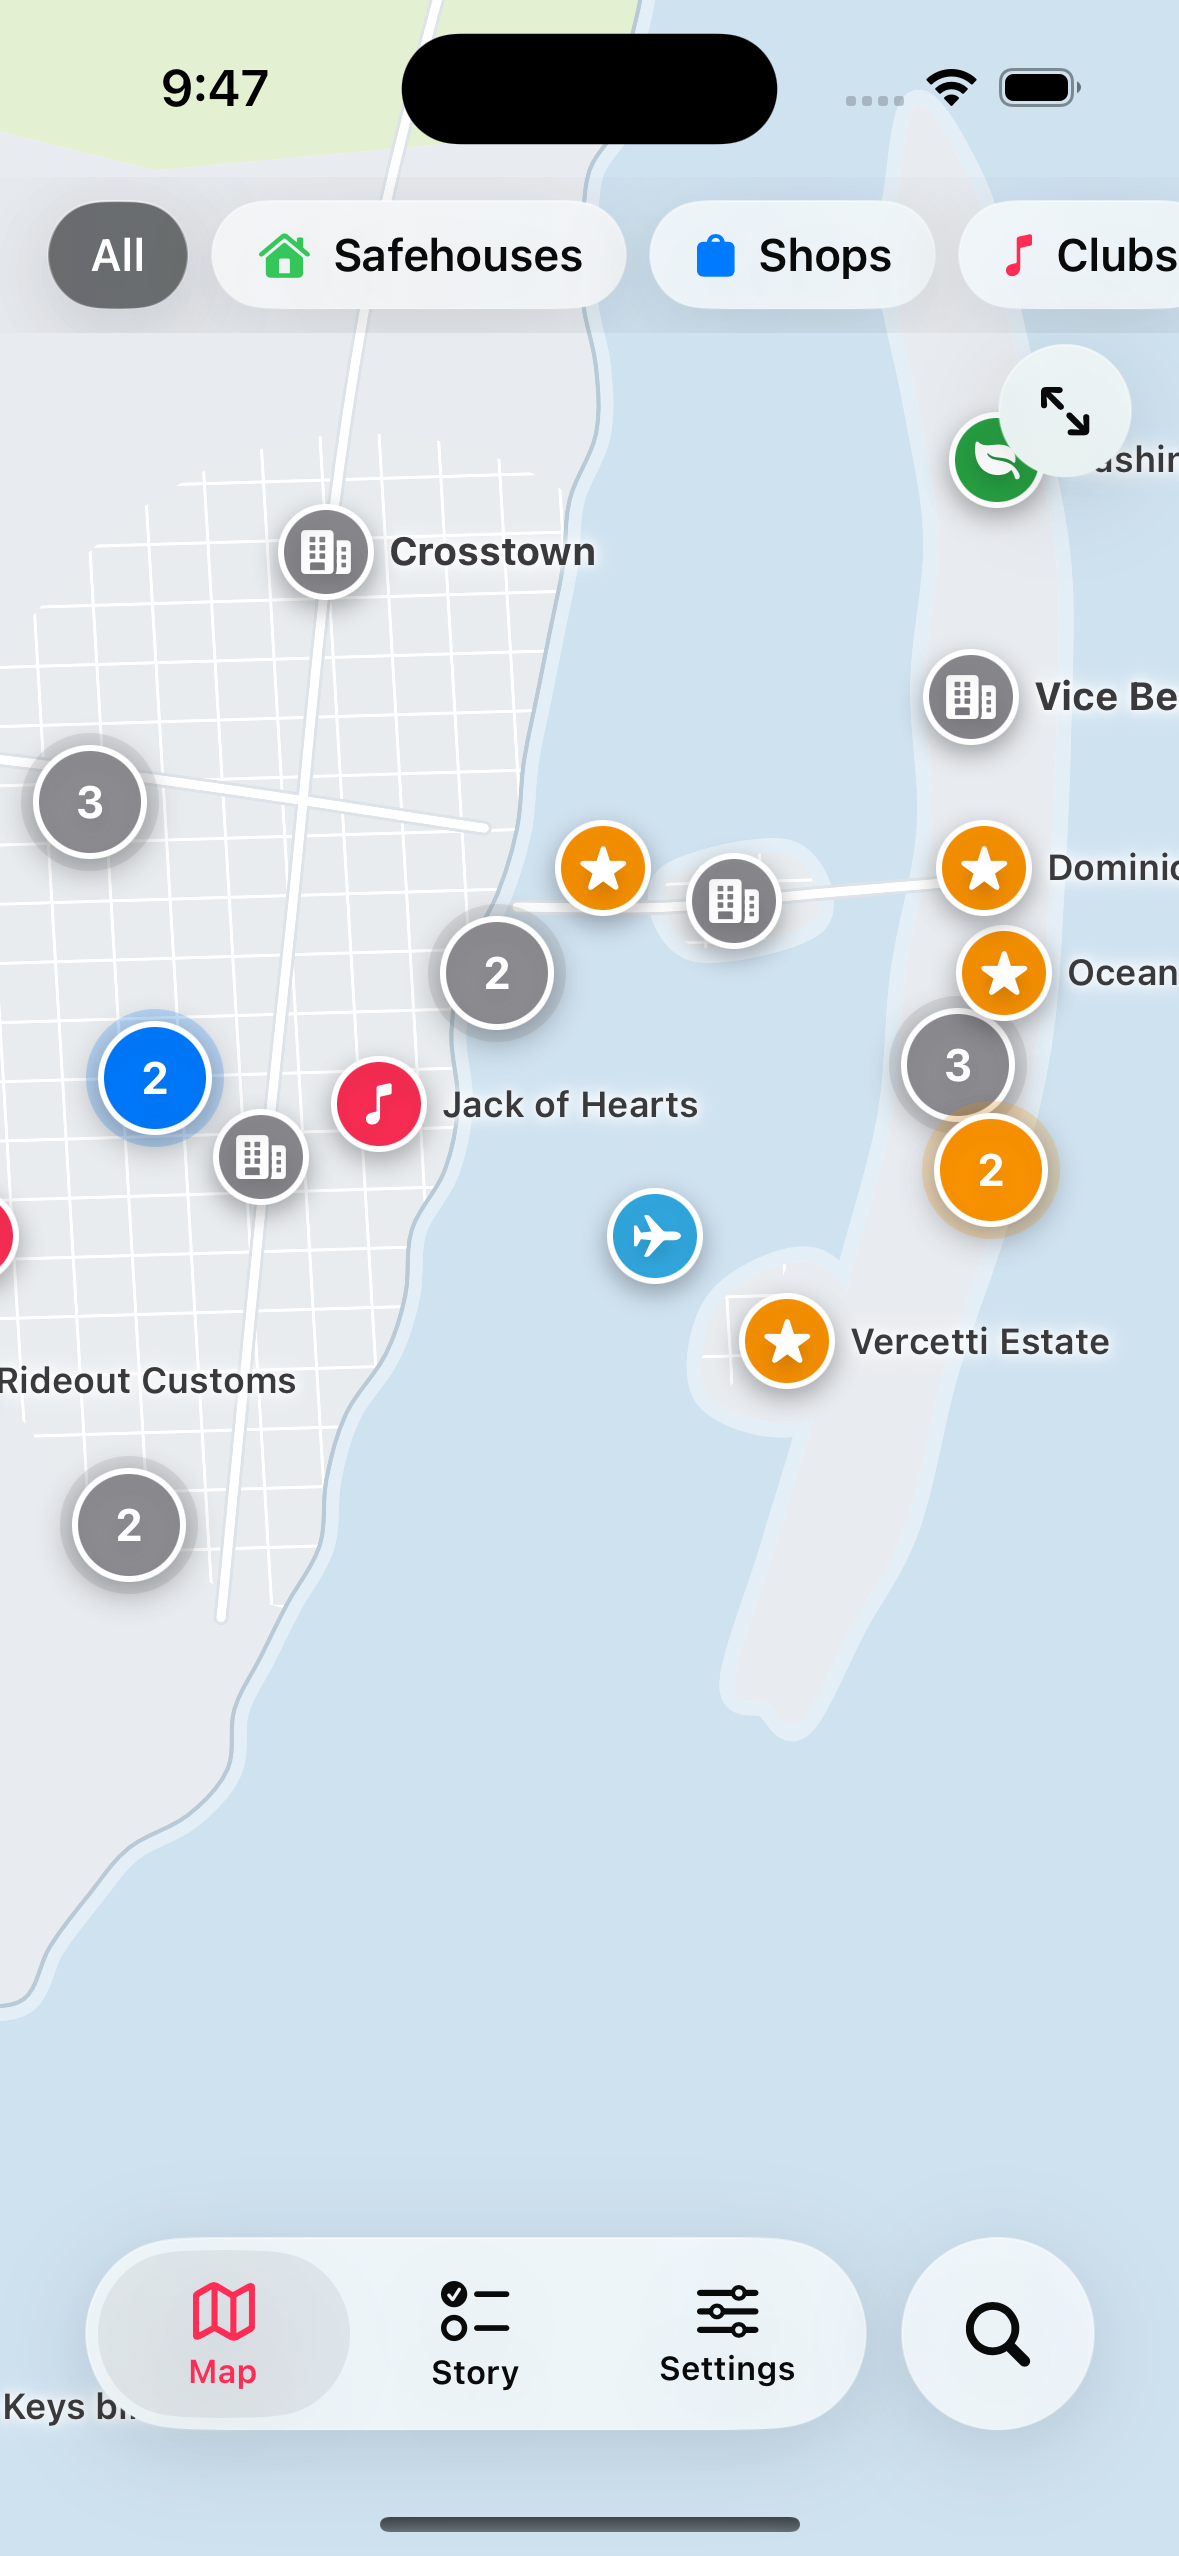 9:47
All
Safehouses
Shops
Clubs
Crosstown
Vice Be
3
Dominic
2
Ocean
3
2
Jack of Hearts
2
Vercetti Estate
Rideout Customs
2
Map
Story
Settings
Keys